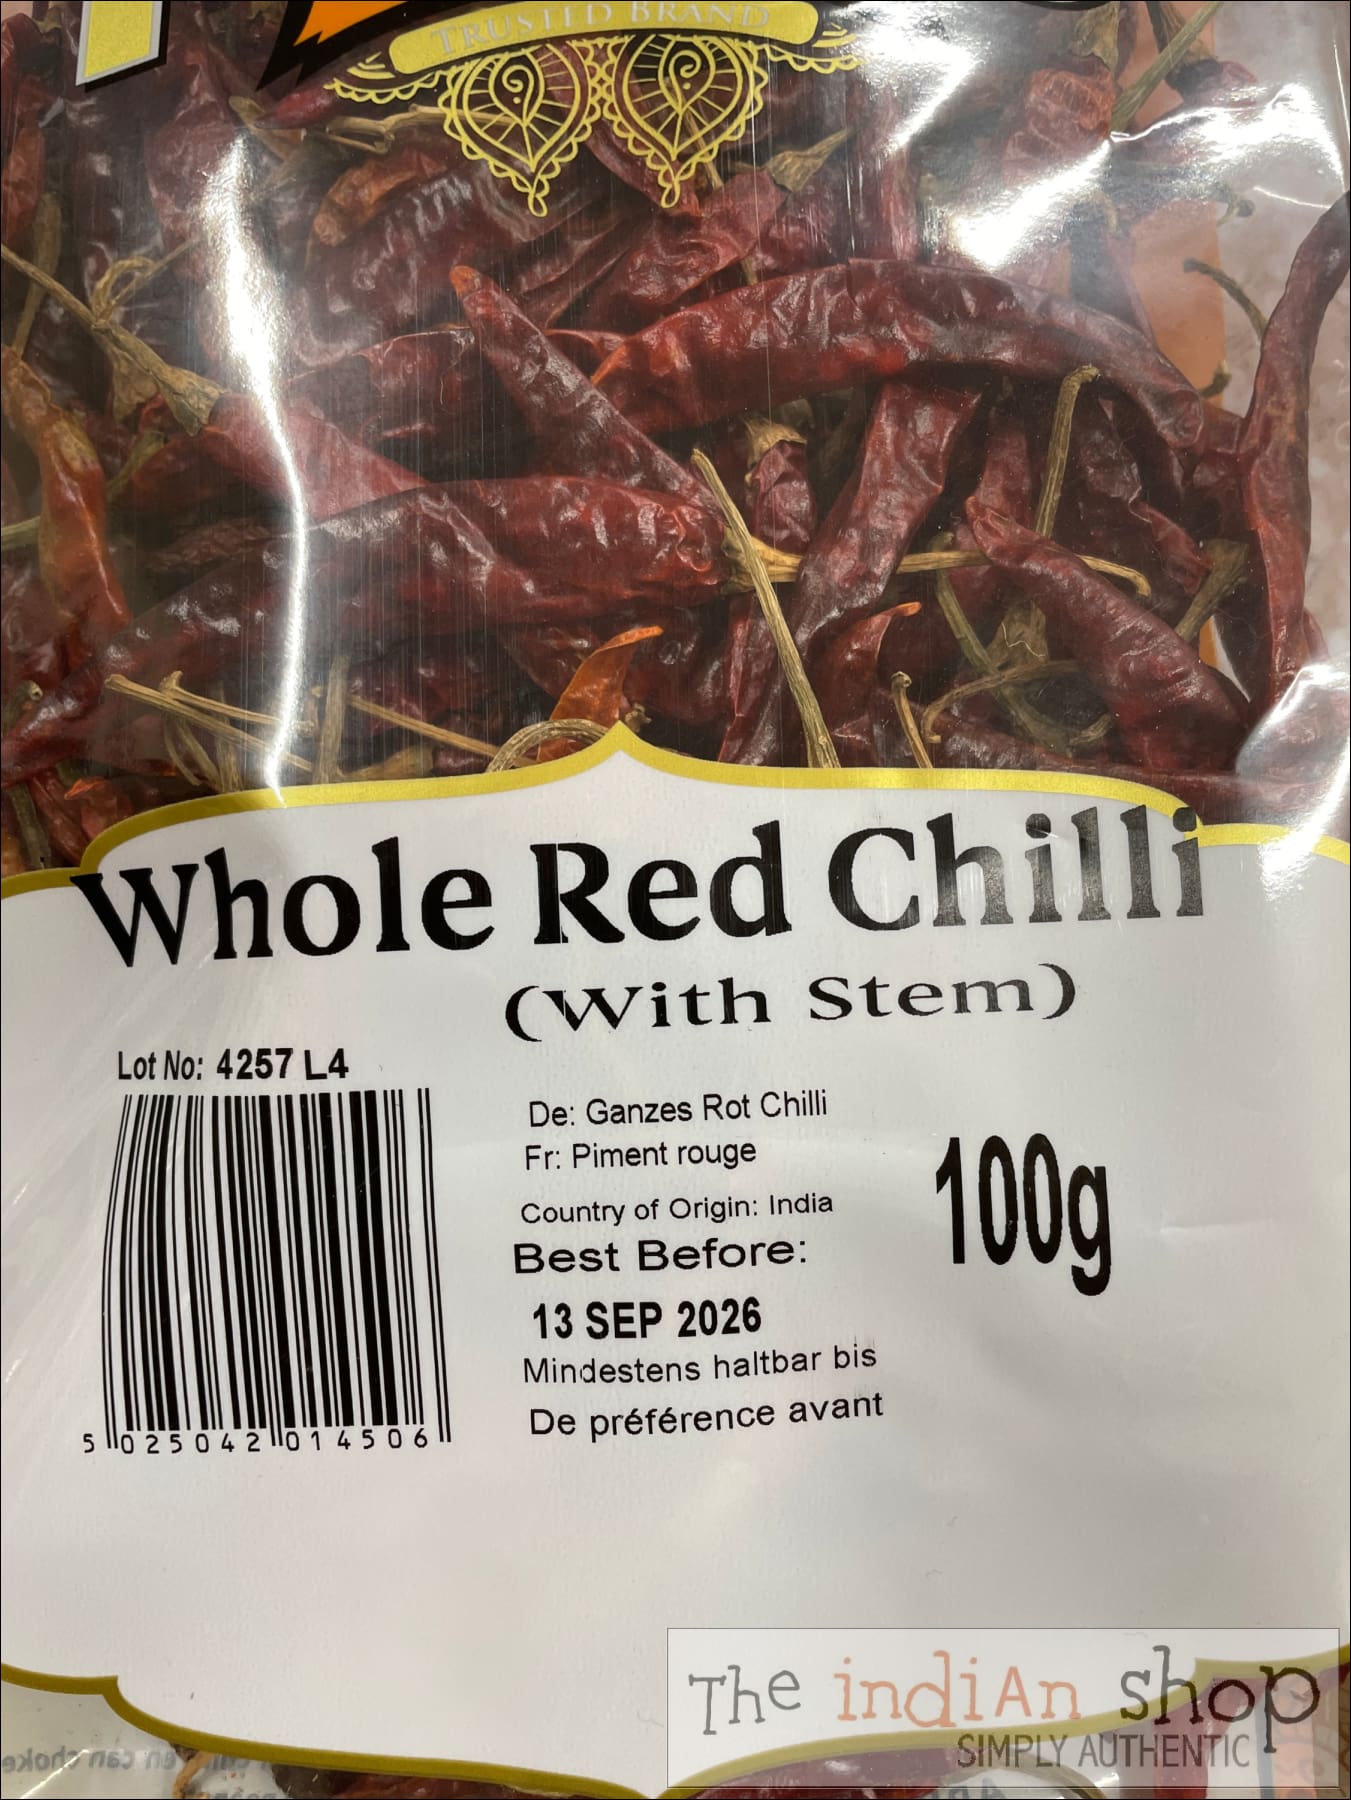 TRUSTED BRAND
Whole Red Chilli
(With Stem)
Lot No: 4257 L4
De: Ganzes Rot Chilli
Fr: Piment rouge
100g
Country of Origin: India
Best Before:
13 SEP 2026
Mindestens haltbar bis
De préférence avant
5 025042 014506
The indiAn shop
SIMPLY AUTHENTIC
can choke